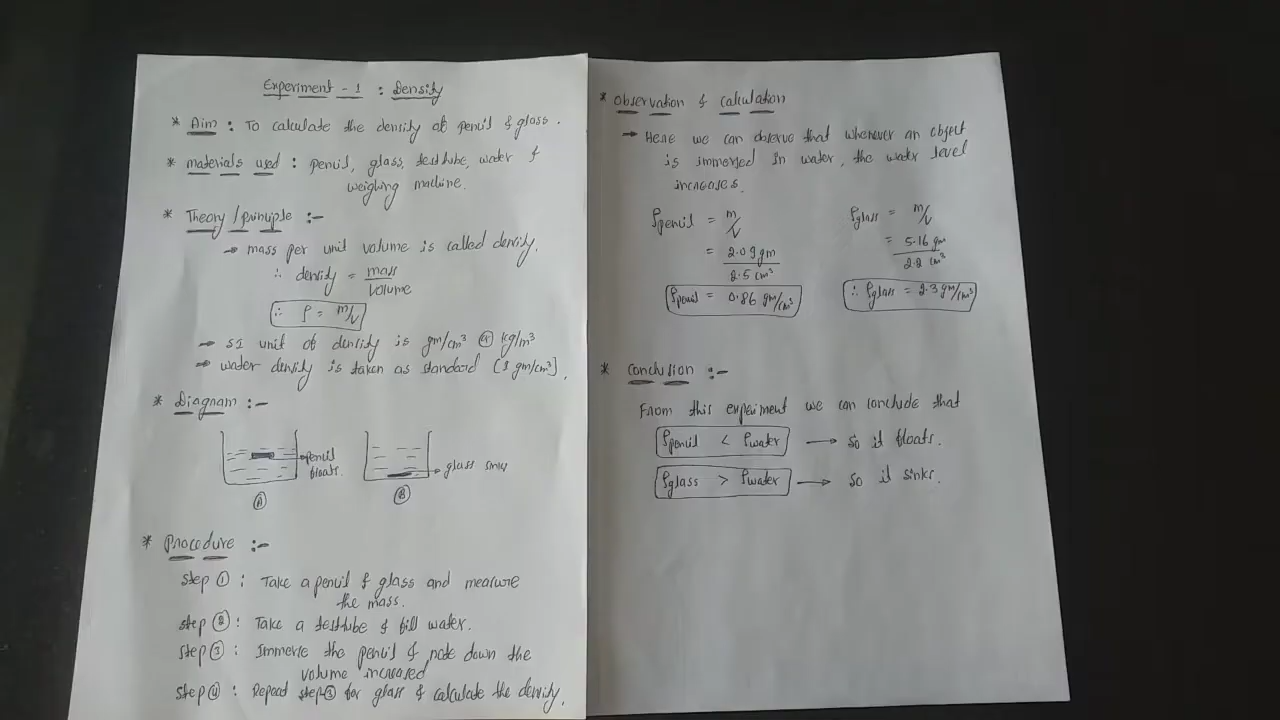 Experiment - 1 : Density
* Aim : To calculate the density of pencil & glass.
* materials used : pencil, glass, testtube, water &
weighing machine.
* Theory/principle :-
→ mass per unit volume is called density.
∴ density = mass/volume
∴ ρ = m/v
→ SI unit of density is gm/cm³ or kg/m³
→ water density is taken as standard [1 gm/cm³].
* Diagram :-
pencil
floats.
glass sinks
A
B
* Procedure :-
Step ① : Take a pencil & glass and measure
the mass.
step ② : Take a testtube & fill water.
step ③ : Immerse the pencil & note down the
volume increased
step ④ : Repeat step③ for glass & calculate the density.
* Observation & calculation
→ Here we can observe that whenever an object
is immersed in water, the water level
increases.
ρpencil = m/v
= 2.09gm/2.5 cm³
ρpencil = 0.86 gm/cm³
ρglass = m/v
= 5.16 gm/2.2 cm³
∴ ρglass = 2.3 gm/cm³
* Conclusion :-
From this experiment we can conclude that
ρpencil < ρwater → so it floats.
ρglass > ρwater → so it sinks.